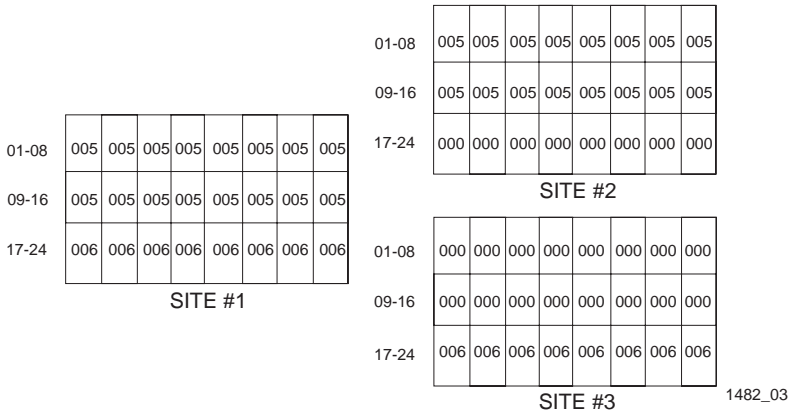 01-08 005 005 005 005 005 005 005 005
09-16 005 005 005 005 005 005 005 005
17-24 006 006 006 006 006 006 006 006
SITE #1
01-08 005 005 005 005 005 005 005 005
09-16 005 005 005 005 005 005 005 005
17-24 000 000 000 000 000 000 000 000
SITE #2
01-08 000 000 000 000 000 000 000 000
09-16 000 000 000 000 000 000 000 000
17-24 006 006 006 006 006 006 006 006
SITE #3
1482_03